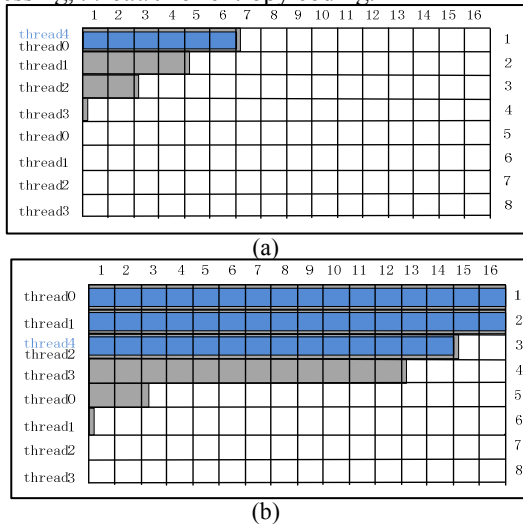 1 2 3 4 5 6 7 8 9 10 11 12 13 14 15 16
thread4
thread0 1
thread1 2
thread2 3
thread3 4
thread0 5
thread1 6
thread2 7
thread3 8
(a)
1 2 3 4 5 6 7 8 9 10 11 12 13 14 15 16
thread0 1
thread1 2
thread4 3
thread2
thread3 4
thread0 5
thread1 6
thread2 7
thread3 8
(b)